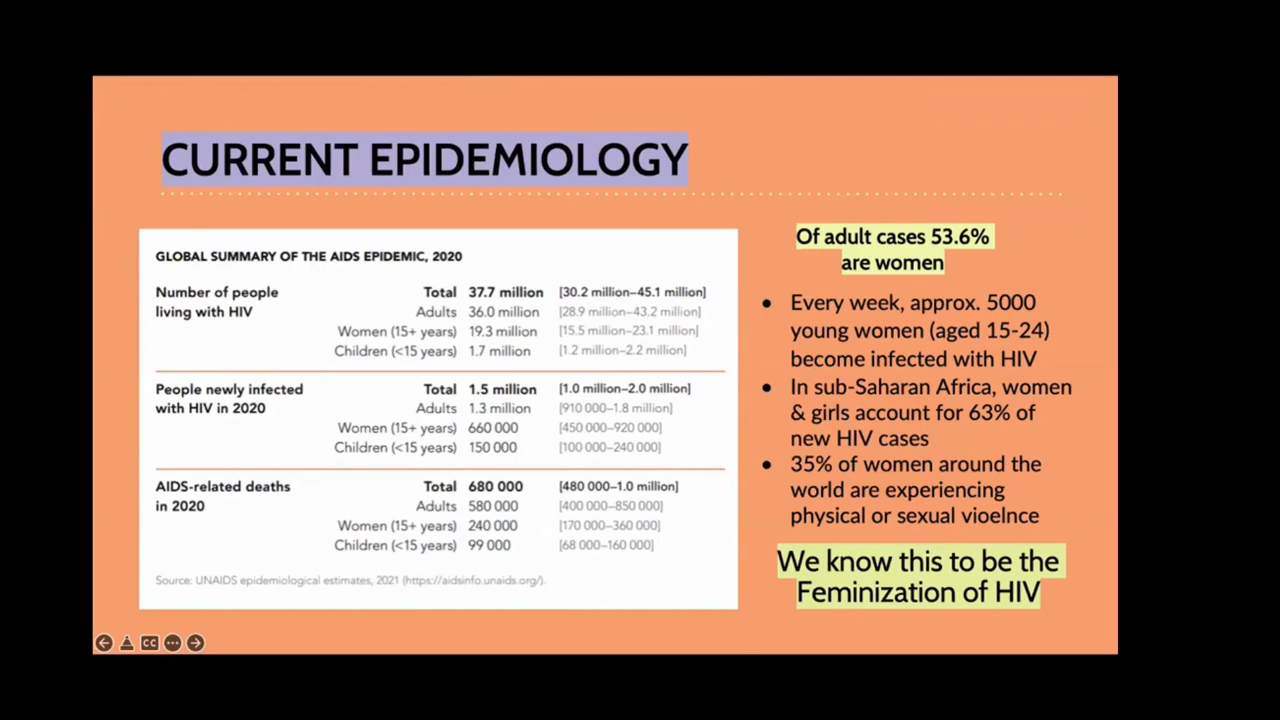 CURRENT EPIDEMIOLOGY
GLOBAL SUMMARY OF THE AIDS EPIDEMIC, 2020
Number of people Total 37.7 million [30.2 million–45.1 million]
living with HIV Adults 36.0 million [28.9 million–43.2 million]
Women (15+ years) 19.3 million [15.5 million–23.1 million]
Children (<15 years) 1.7 million [1.2 million–2.2 million]
People newly infected Total 1.5 million [1.0 million–2.0 million]
with HIV in 2020 Adults 1.3 million [910 000–1.8 million]
Women (15+ years) 660 000 [450 000–920 000]
Children (<15 years) 150 000 [100 000–240 000]
AIDS-related deaths Total 680 000 [480 000–1.0 million]
in 2020 Adults 580 000 [400 000–850 000]
Women (15+ years) 240 000 [170 000–360 000]
Children (<15 years) 99 000 [68 000–160 000]
Source: UNAIDS epidemiological estimates, 2021 (https://aidsinfo.unaids.org/).
Of adult cases 53.6%
are women
• Every week, approx. 5000
young women (aged 15-24)
become infected with HIV
• In sub-Saharan Africa, women
& girls account for 63% of
new HIV cases
• 35% of women around the
world are experiencing
physical or sexual vioelnce
We know this to be the
Feminization of HIV
CC